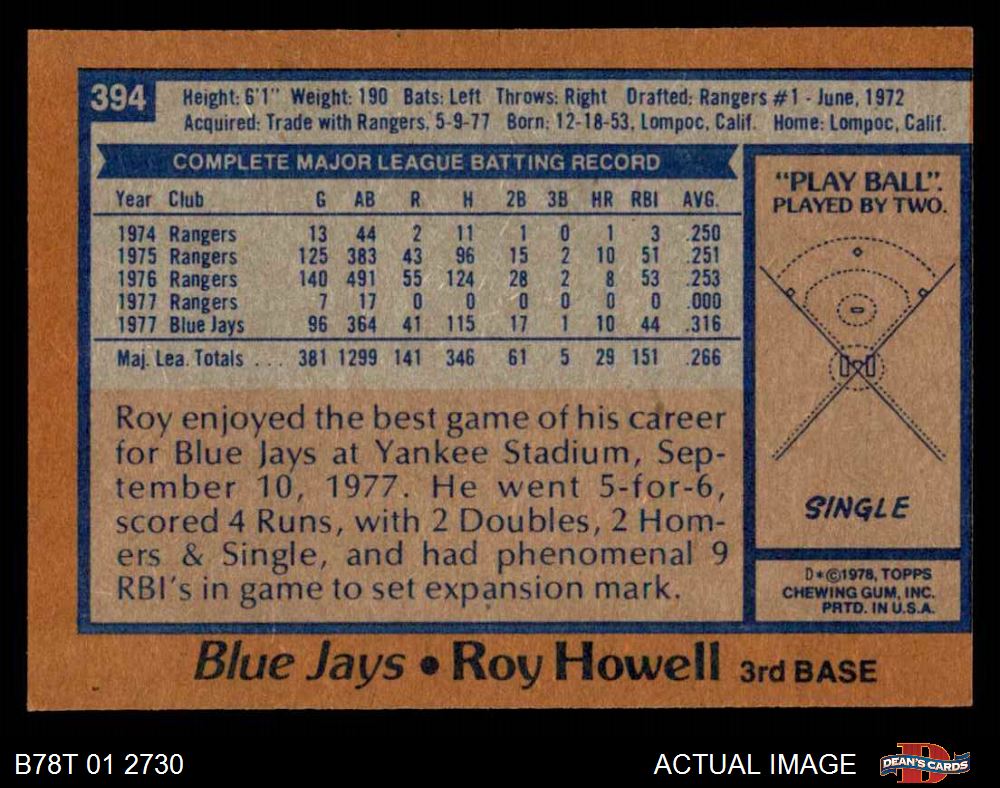 394
Height: 6'1" Weight: 190 Bats: Left Throws: Right Drafted: Rangers #1 - June, 1972
Acquired: Trade with Rangers, 5-9-77 Born: 12-18-53, Lompoc, Calif. Home: Lompoc, Calif.
COMPLETE MAJOR LEAGUE BATTING RECORD
Year Club G AB R H 2B 3B HR RBI AVG.
1974 Rangers 13 44 2 11 1 0 1 3 .250
1975 Rangers 125 383 43 96 15 2 10 51 .251
1976 Rangers 140 491 55 124 28 2 8 53 .253
1977 Rangers 7 17 0 0 0 0 0 0 .000
1977 Blue Jays 96 364 41 115 17 1 10 44 .316
Maj. Lea. Totals . . . 381 1299 141 346 61 5 29 151 .266
Roy enjoyed the best game of his career
for Blue Jays at Yankee Stadium, Sep-
tember 10, 1977. He went 5-for-6,
scored 4 Runs, with 2 Doubles, 2 Hom-
ers & Single, and had phenomenal 9
RBI's in game to set expansion mark.
"PLAY BALL".
PLAYED BY TWO.
SINGLE
D*©1978, TOPPS
CHEWING GUM, INC.
PRTD. IN U.S.A.
Blue Jays • Roy Howell 3rd BASE
B78T 01 2730
ACTUAL IMAGE
D
DEAN'S CARDS